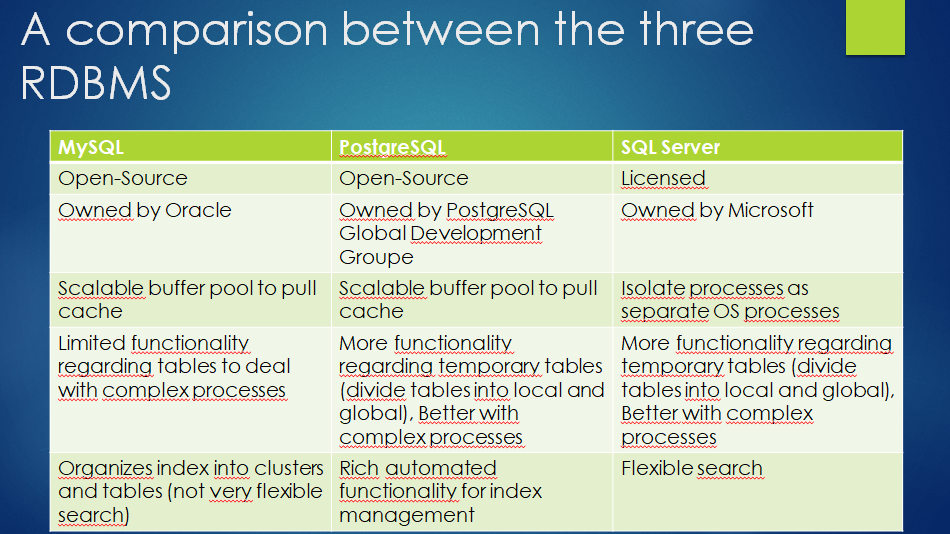 A comparison between the three
RDBMS
MySQL
PostgreSQL
SQL Server
Open-Source
Open-Source
Licensed
Owned by Oracle
Owned by PostgreSQL
Global Development
Groupe
Owned by Microsoft
Scalable buffer pool to pull
cache
Scalable buffer pool to pull
cache
Isolate processes as
separate OS processes
Limited functionality
regarding tables to deal
with complex processes
More functionality
regarding temporary tables
(divide tables into local and
global), Better with
complex processes
More functionality regarding
temporary tables (divide
tables into local and global),
Better with complex
processes
Organizes index into clusters
and tables (not very flexible
search)
Rich automated
functionality for index
management
Flexible search